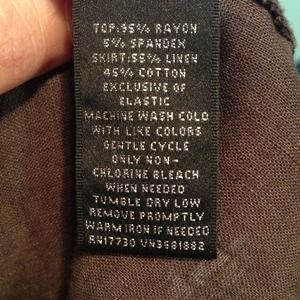 TOP:95% RAYON
5% SPANDEX
SKIRT:55% LINEN
45% COTTON
EXCLUSIVE OF
ELASTIC
MACHINE WASH COLD
WITH LIKE COLORS
GENTLE CYCLE
ONLY NON-
CHLORINE BLEACH
WHEN NEEDED
TUMBLE DRY LOW
REMOVE PROMPTLY
WARM IRON IF NEEDED
RN17730 VN3681882